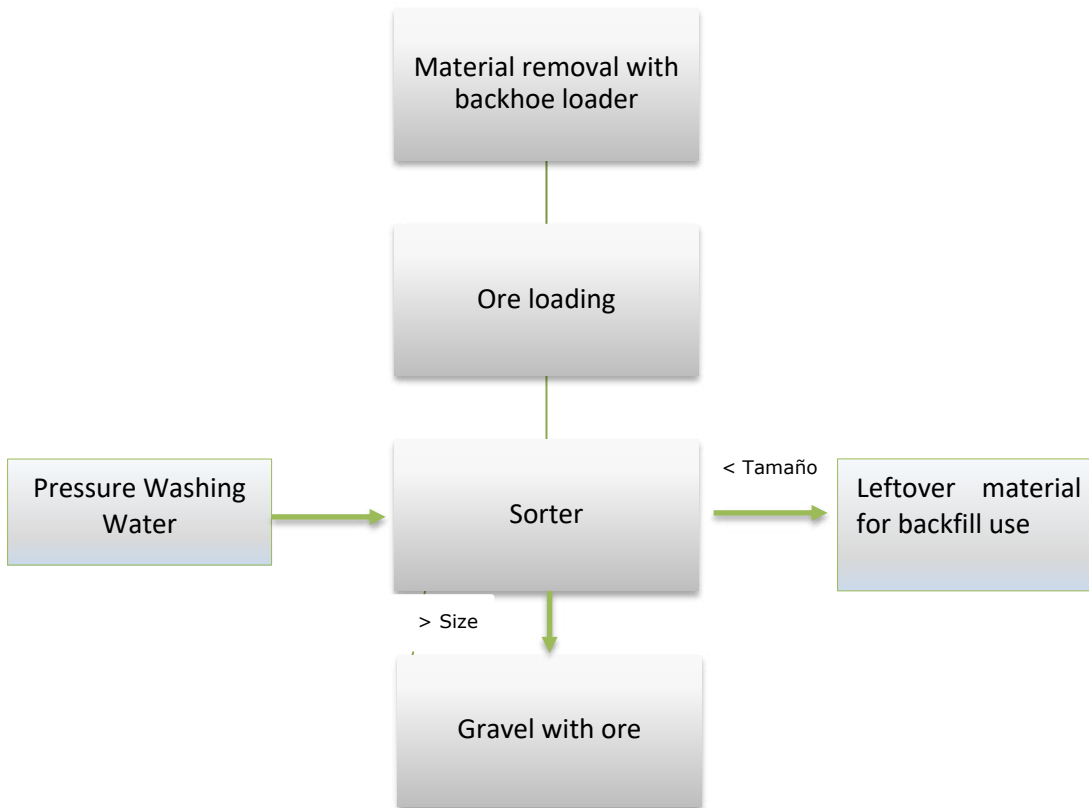 Material removal with
backhoe loader
Ore loading
Pressure Washing
Water
Sorter
< Tamaño
Leftover material
for backfill use
> Size
Gravel with ore